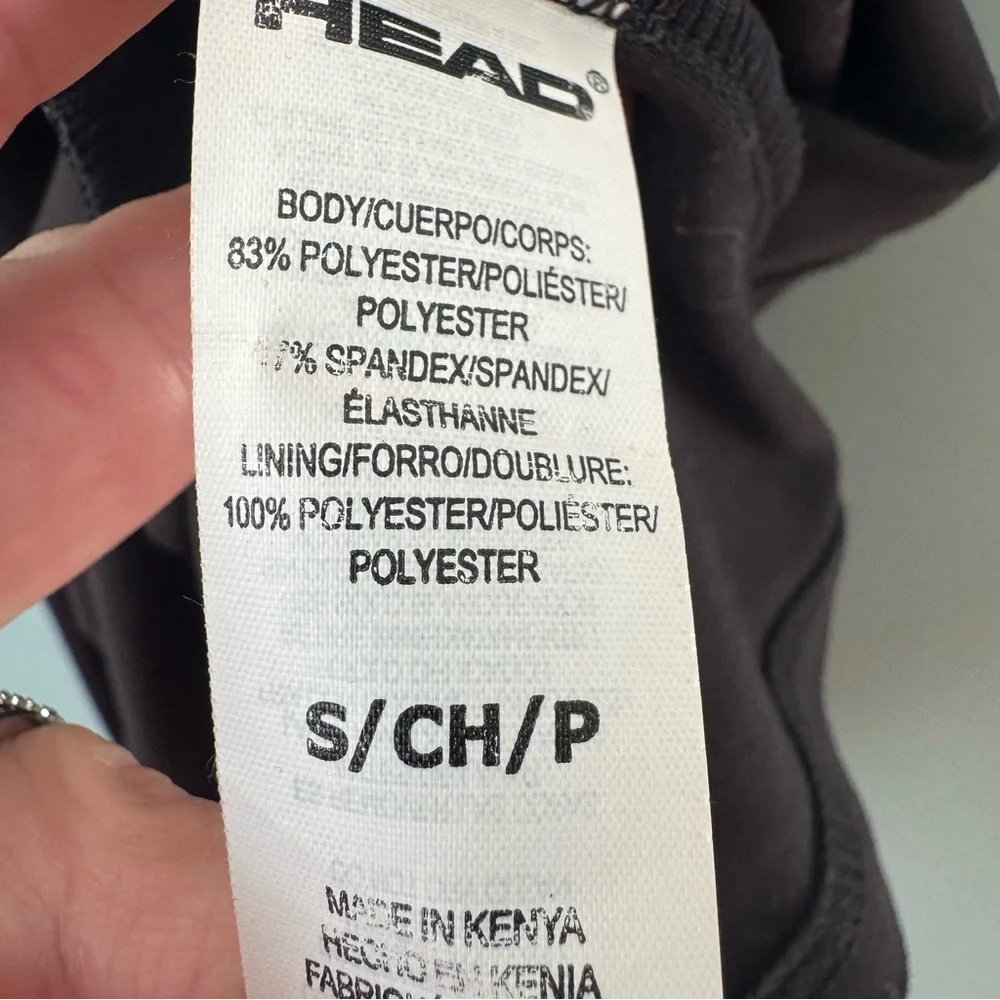 HEAD®
BODY/CUERPO/CORPS:
83% POLYESTER/POLIÉSTER/
POLYESTER
17% SPANDEX/SPANDEX/
ÉLASTHANNE
LINING/FORRO/DOUBLURE:
100% POLYESTER/POLIÉSTER/
POLYESTER
S/CH/P
MADE IN KENYA
HECHO EN KENIA